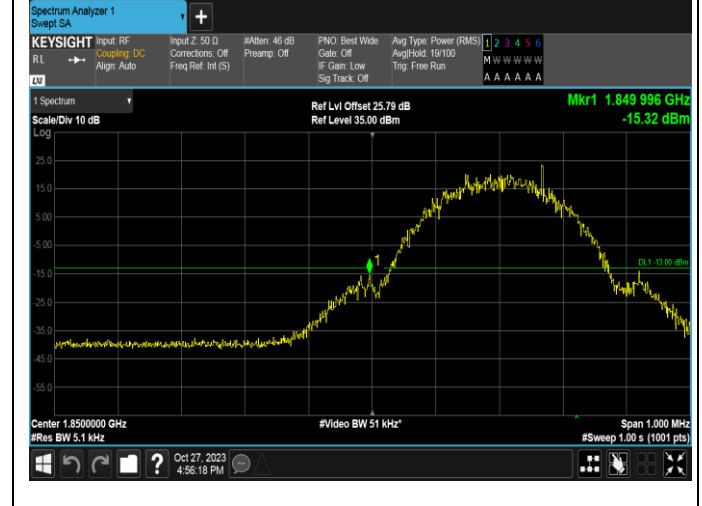 Spectrum Analyzer 1
Swept SA
KEYSIGHT
RL
LXI
Input: RF
Coupling: DC
Align: Auto
Input Z: 50 Ω
Corrections: Off
Freq Ref: Int (S)
#Atten: 46 dB
Preamp: Off
PNO: Best Wide
Gate: Off
IF Gain: Low
Sig Track: Off
Avg Type: Power (RMS)
Avg|Hold: 19/100
Trig: Free Run
1 2 3 4 5 6
M W W W W W
A A A A A A
1 Spectrum
Scale/Div 10 dB
Log
Ref Lvl Offset 25.79 dB
Ref Level 35.00 dBm
Mkr1 1.849 996 GHz
-15.32 dBm
25.0
15.0
5.00
-5.00
-15.0
-25.0
-35.0
-45.0
-55.0
1
DL1 -13.00 dBm
Center 1.8500000 GHz
#Res BW 5.1 kHz
#Video BW 51 kHz*
Span 1.000 MHz
#Sweep 1.00 s (1001 pts)
?
Oct 27, 2023
4:56:18 PM